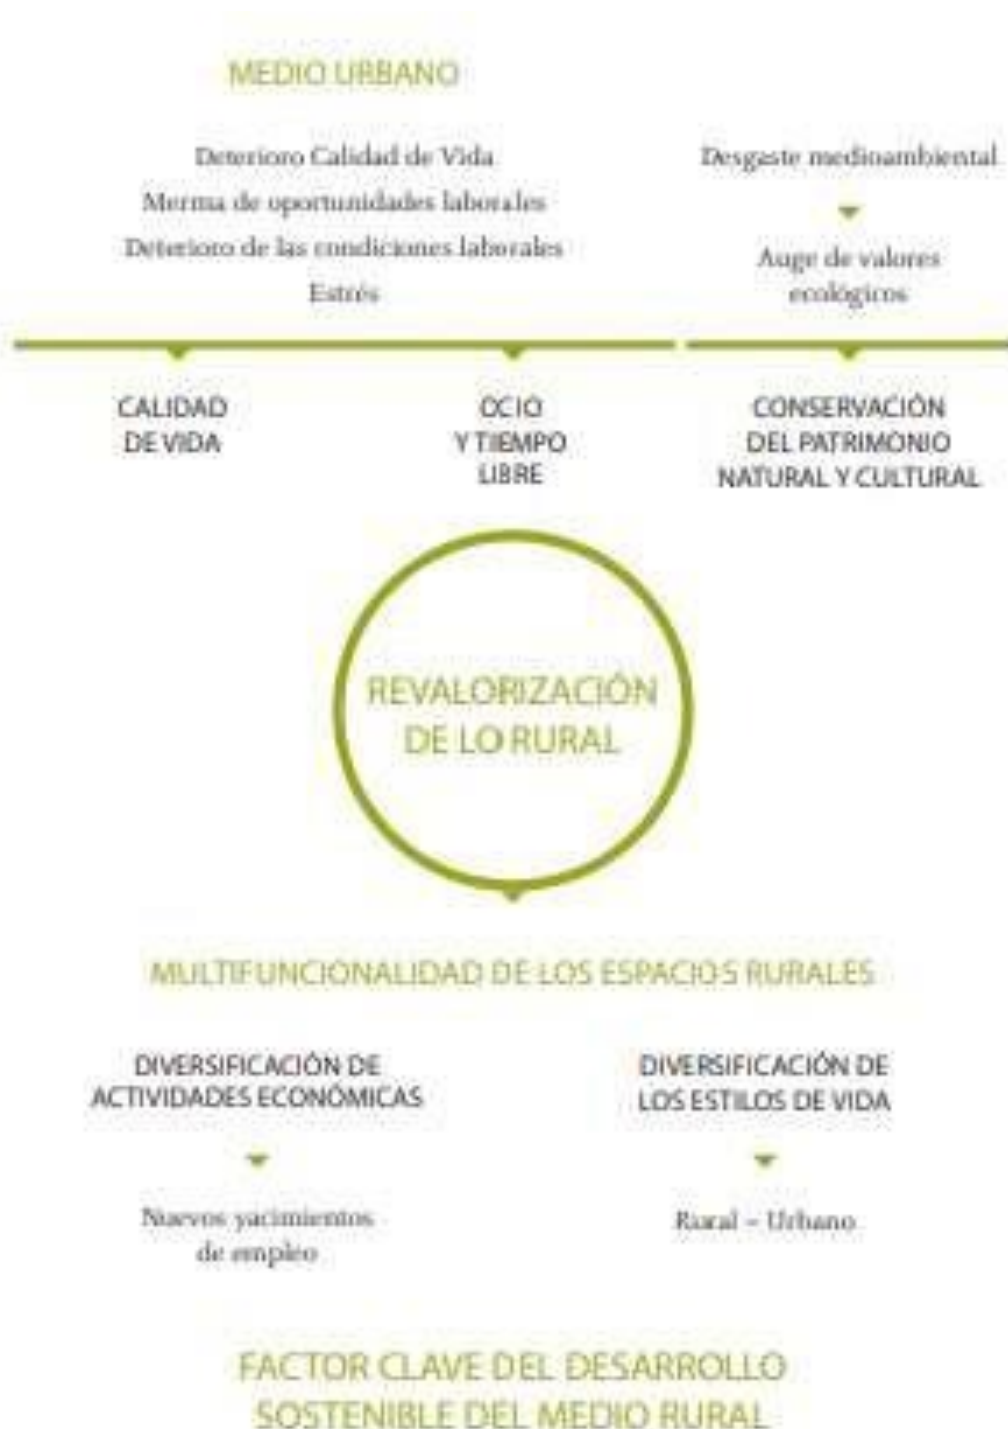 MEDIO URBANO
Deterioro Calidad de Vida
Merma de oportunidades laborales
Deterioro de las condiciones laborales
Estrés
Desgaste medioambiental
Auge de valores
ecológicos
CALIDAD
DE VIDA
OCIO
Y TIEMPO
LIBRE
CONSERVACIÓN
DEL PATRIMONIO
NATURAL Y CULTURAL
REVALORIZACIÓN
DE LO RURAL
MULTIFUNCIONALIDAD DE LOS ESPACIOS RURALES
DIVERSIFICACIÓN DE
ACTIVIDADES ECONÓMICAS
Nuevos yacimientos
de empleo
DIVERSIFICACIÓN DE
LOS ESTILOS DE VIDA
Rural – Urbano
FACTOR CLAVE DEL DESARROLLO
SOSTENIBLE DEL MEDIO RURAL